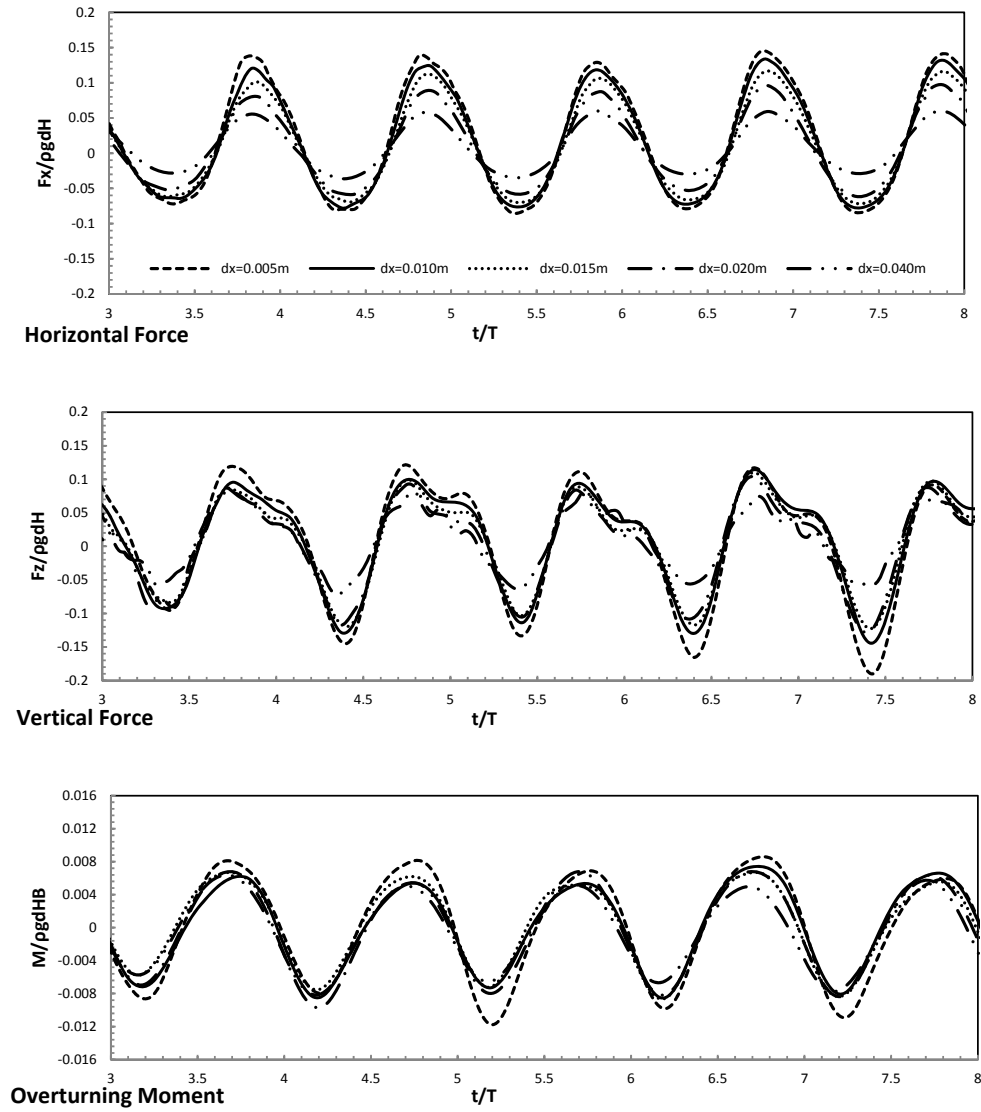 0.2
0.15
0.1
0.05
0
-0.05
-0.1
-0.15
-0.2
Fx/ρgdH
dx=0.005m dx=0.010m dx=0.015m dx=0.020m dx=0.040m
3 3.5 4 4.5 5 5.5 6 6.5 7 7.5 8
Horizontal Force t/T
0.2
0.15
0.1
0.05
0
-0.05
-0.1
-0.15
-0.2
Fz/ρgdH
3 3.5 4 4.5 5 5.5 6 6.5 7 7.5 8
Vertical Force t/T
0.016
0.012
0.008
0.004
0
-0.004
-0.008
-0.012
-0.016
M/ρgdHB
3 3.5 4 4.5 5 5.5 6 6.5 7 7.5 8
Overturning Moment t/T